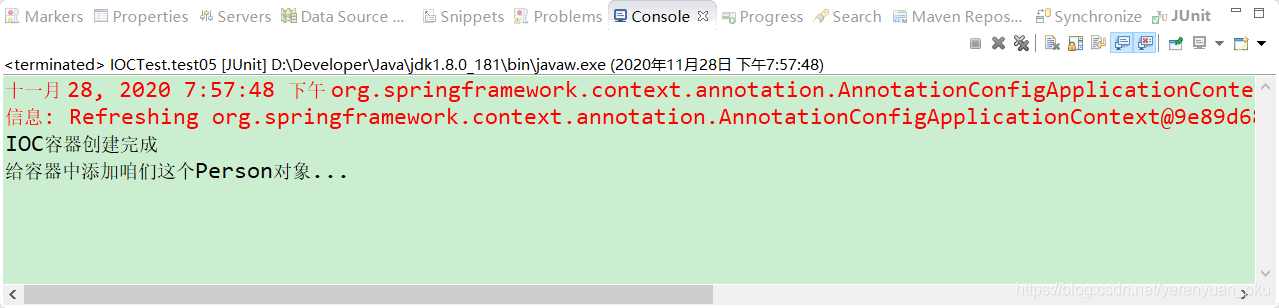 Markers Properties Servers Data Source ... Snippets Problems Console Progress Search Maven Repos... Synchronize JUnit
<terminated> IOCTest.test05 [JUnit] D:\Developer\Java\jdk1.8.0_181\bin\javaw.exe (2020年11月28日 下午7:57:48)
十一月 28, 2020 7:57:48 下午 org.springframework.context.annotation.AnnotationConfigApplicationConte
信息: Refreshing org.springframework.context.annotation.AnnotationConfigApplicationContext@9e89d68
IOC容器创建完成
给容器中添加咱们这个Person对象...
https://blog.csdn.net/yerenyuan_pku